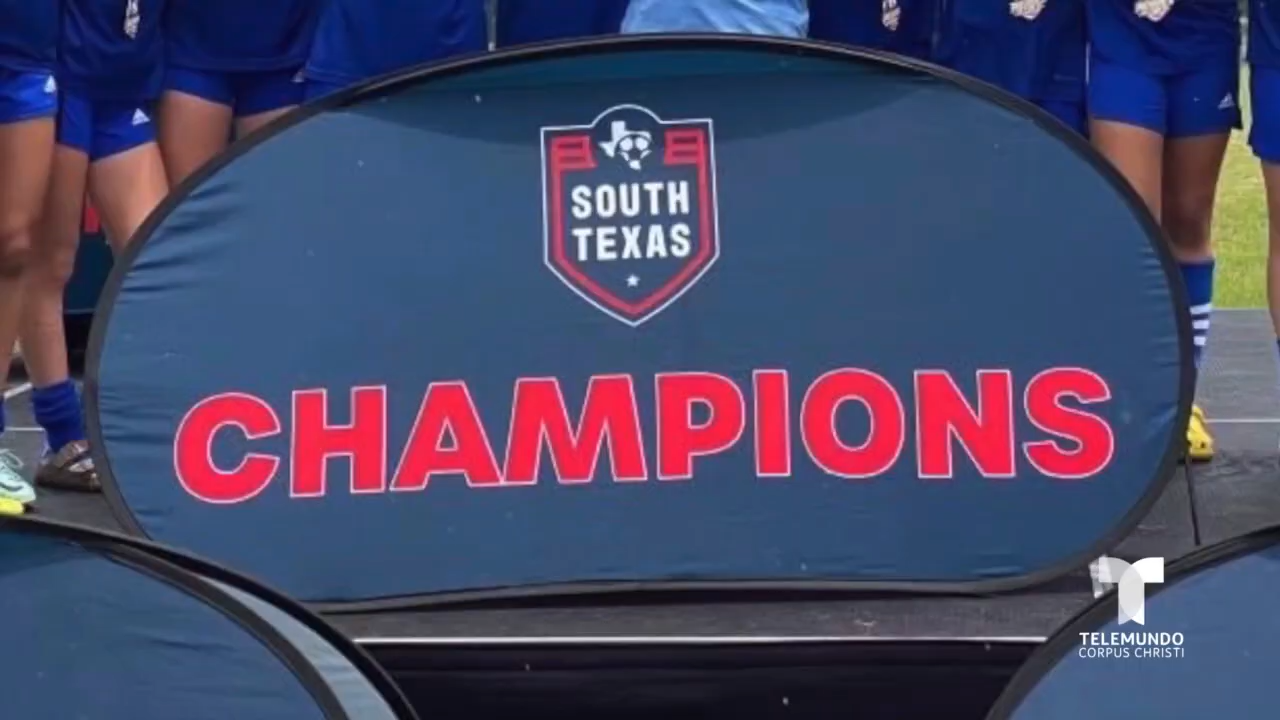 SOUTH
TEXAS
CHAMPIONS
TELEMUNDO
CORPUS CHRISTI